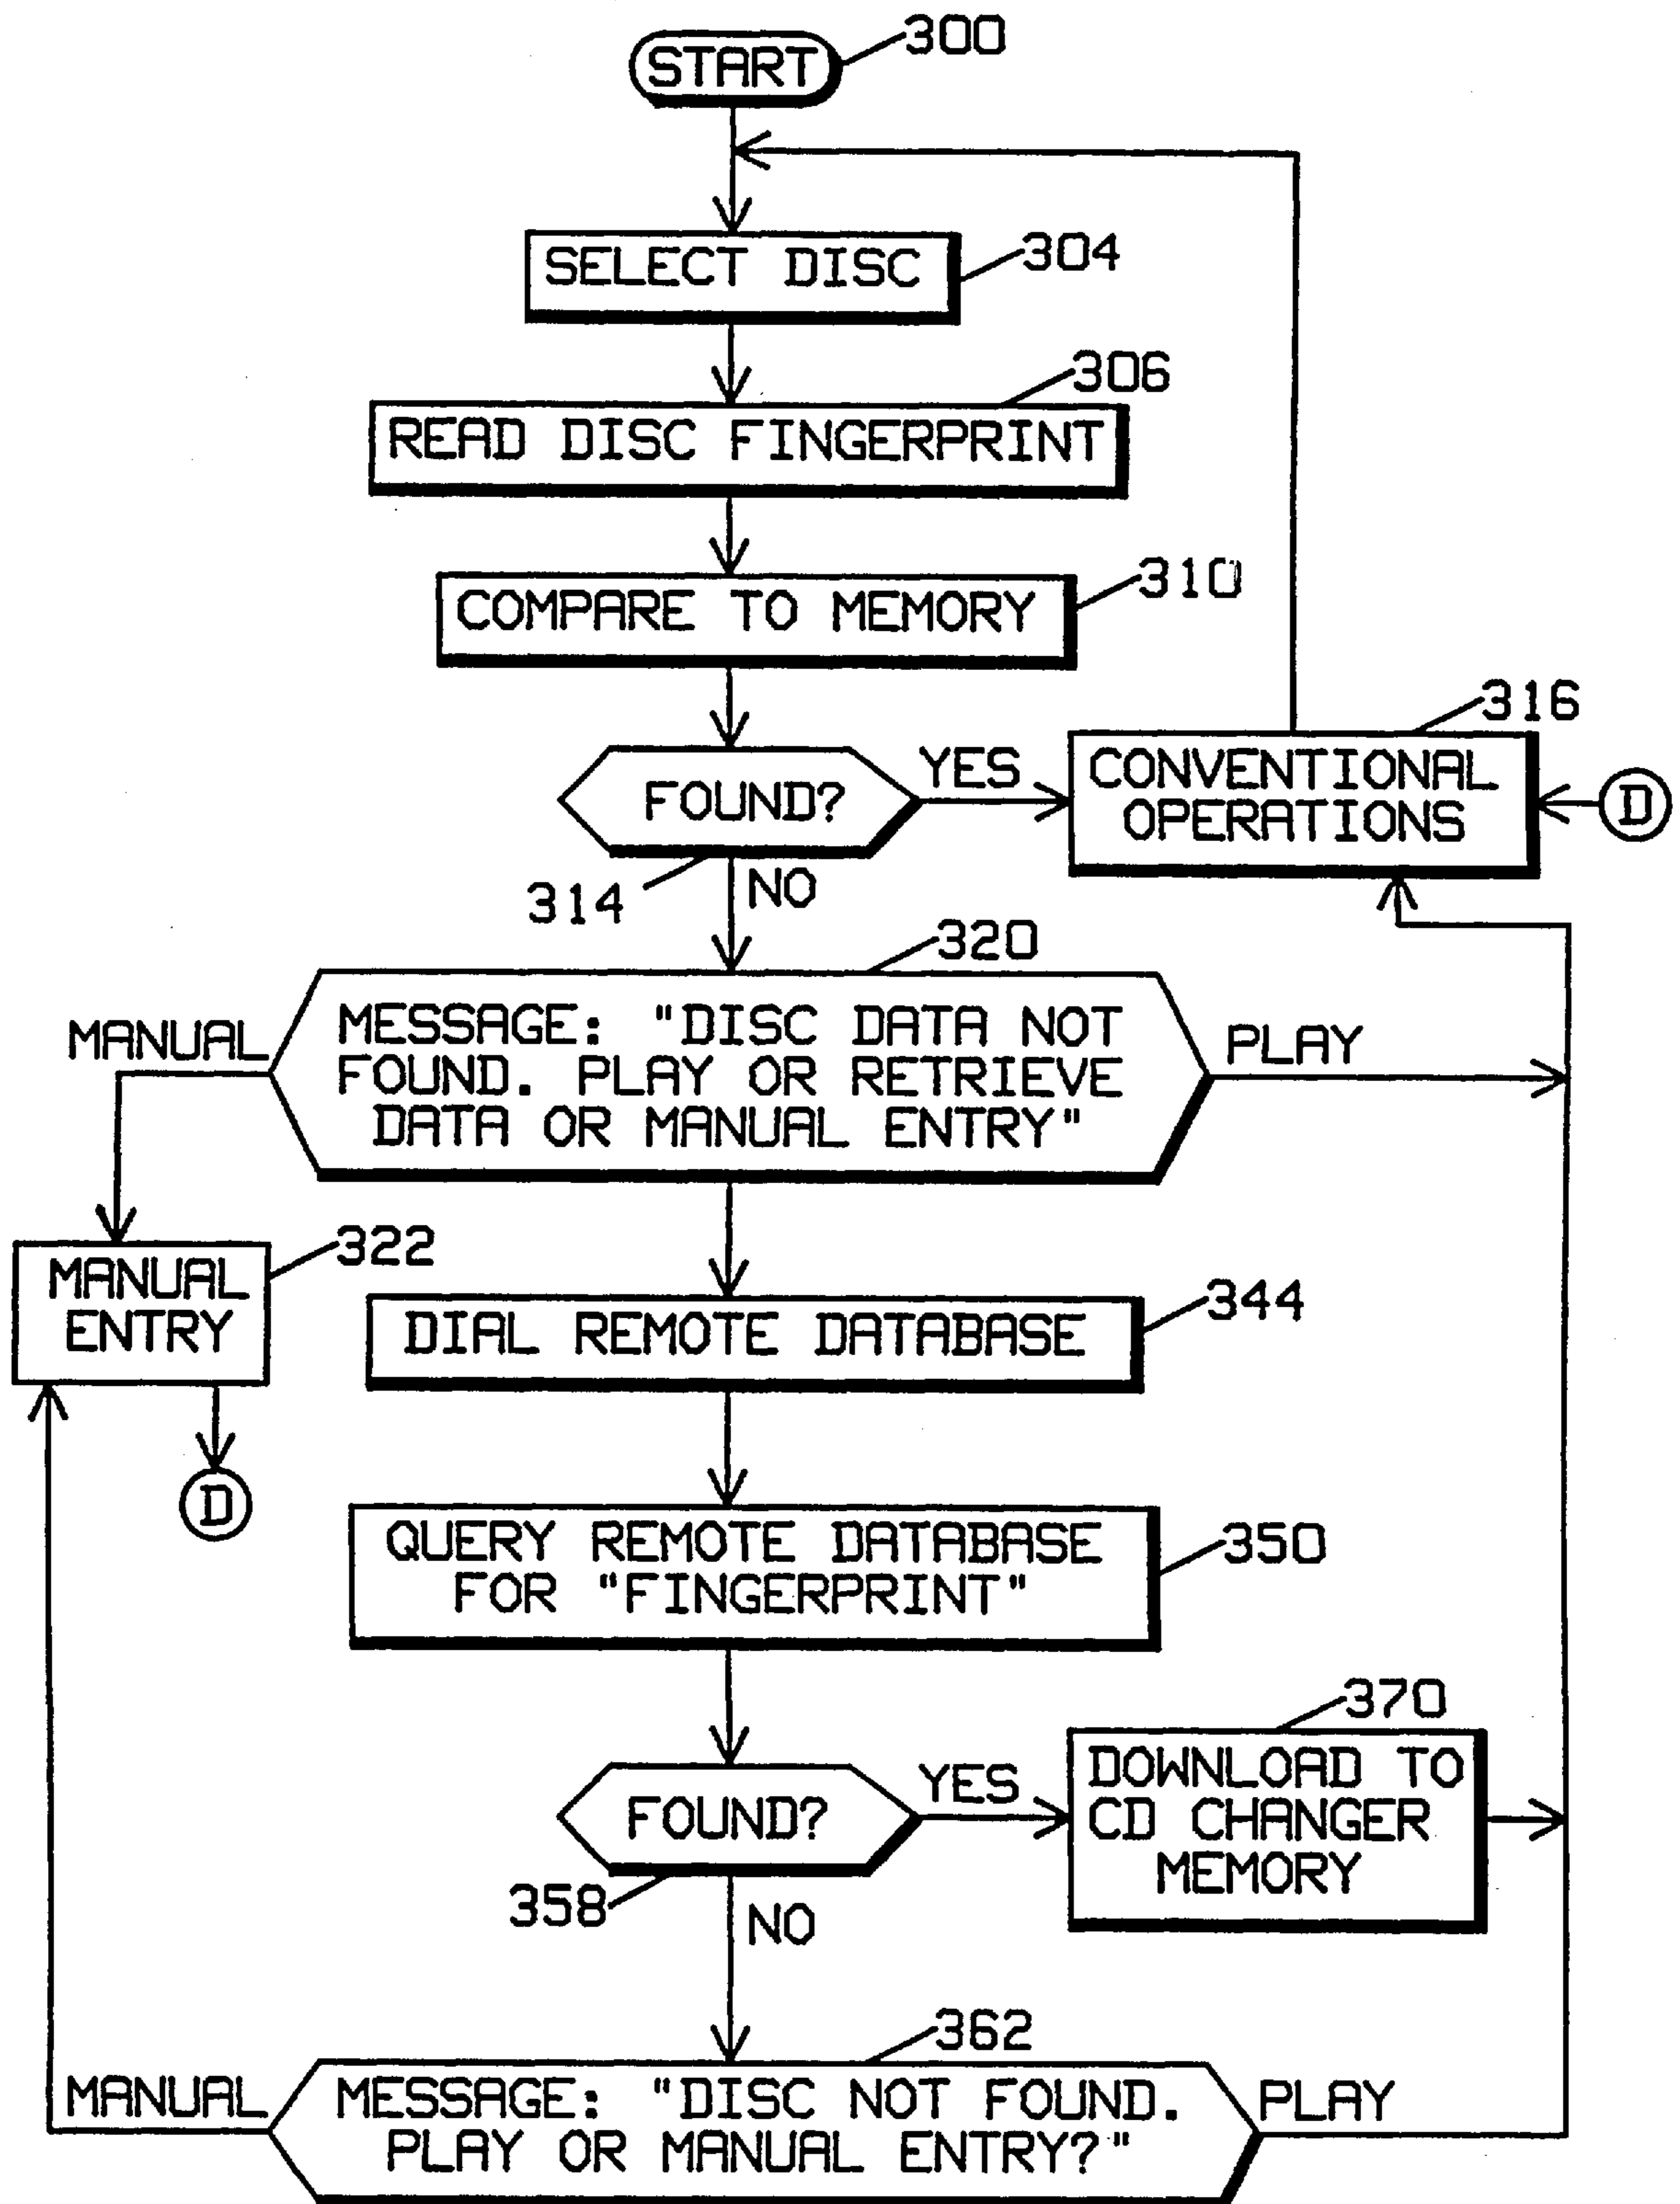 START
300
SELECT DISC
304
306
READ DISC FINGERPRINT
COMPARE TO MEMORY
310
FOUND?
314
YES
NO
316
CONVENTIONAL
OPERATIONS
D
320
MESSAGE: "DISC DATA NOT
FOUND. PLAY OR RETRIEVE
DATA OR MANUAL ENTRY"
MANUAL
PLAY
MANUAL
ENTRY
322
D
DIAL REMOTE DATABASE
344
QUERY REMOTE DATABASE
FOR "FINGERPRINT"
350
FOUND?
358
YES
NO
370
DOWNLOAD TO
CD CHANGER
MEMORY
362
MANUAL
MESSAGE: "DISC NOT FOUND.
PLAY OR MANUAL ENTRY?"
PLAY